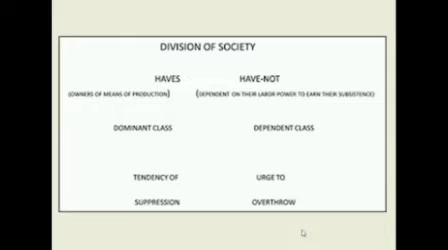 DIVISION OF SOCIETY
HAVES HAVE-NOT
(OWNERS OF MEANS OF PRODUCTION) (DEPENDENT ON THEIR LABOR POWER TO EARN THEIR SUBSISTENCE)
DOMINANT CLASS DEPENDENT CLASS
TENDENCY OF URGE TO
SUPPRESSION OVERTHROW